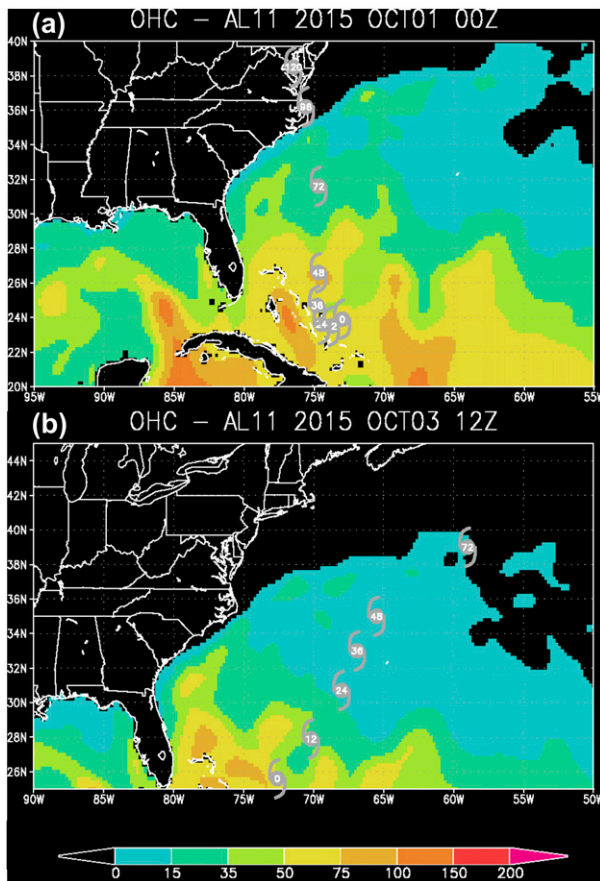 (a) OHC – AL11 2015 OCT01 00Z
40N
38N
36N
34N
32N
30N
28N
26N
24N
22N
20N
120
96
72
48
36
24
2
0
95W 90W 85W 80W 75W 70W 65W 60W 55W
(b) OHC – AL11 2015 OCT03 12Z
44N
42N
40N
38N
36N
34N
32N
30N
28N
26N
72
48
36
24
12
0
90W 85W 80W 75W 70W 65W 60W 55W 50W
0 15 35 50 75 100 150 200